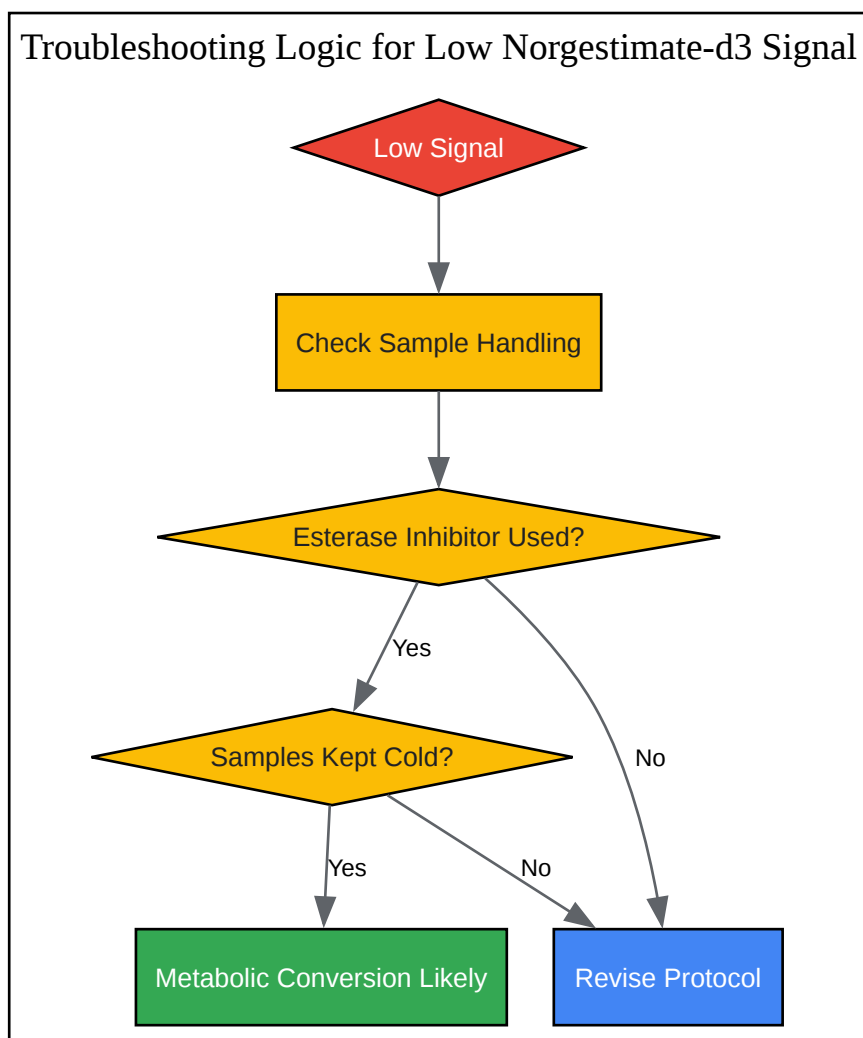 Troubleshooting Logic for Low Norgestimate-d3 Signal
Low Signal
Check Sample Handling
Esterase Inhibitor Used?
Yes
Samples Kept Cold?
No
Yes
No
Metabolic Conversion Likely
Revise Protocol